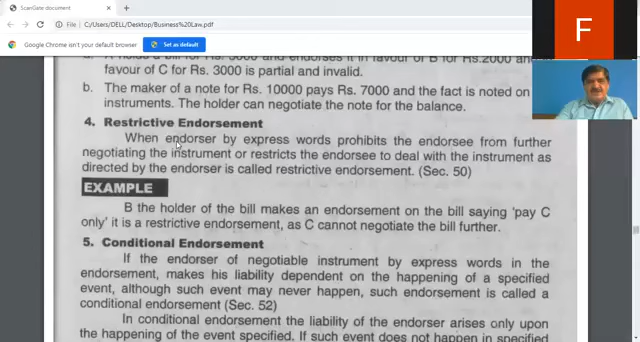 ScanGate document
C:/Users/DELL/Desktop/Business%20Law.pdf
Google Chrome isn't your default browser Set as default
F
favour of C for Rs. 3000 is partial and invalid.
b. The maker of a note for Rs. 10000 pays Rs. 7000 and the fact is noted on
instruments. The holder can negotiate the note for the balance.
4. Restrictive Endorsement
When endorser by express words prohibits the endorsee from further
negotiating the instrument or restricts the endorsee to deal with the instrument as
directed by the endorser is called restrictive endorsement. (Sec. 50)
EXAMPLE
B the holder of the bill makes an endorsement on the bill saying 'pay C
only' it is a restrictive endorsement, as C cannot negotiate the bill further.
5. Conditional Endorsement
If the endorser of negotiable instrument by express words in the
endorsement, makes his liability dependent on the happening of a specified
event, although such event may never happen, such endorsement is called a
conditional endorsement (Sec. 52)
In conditional endorsement the liability of the endorser arises only upon
the happening of the event specified. If such event does not happen in specified